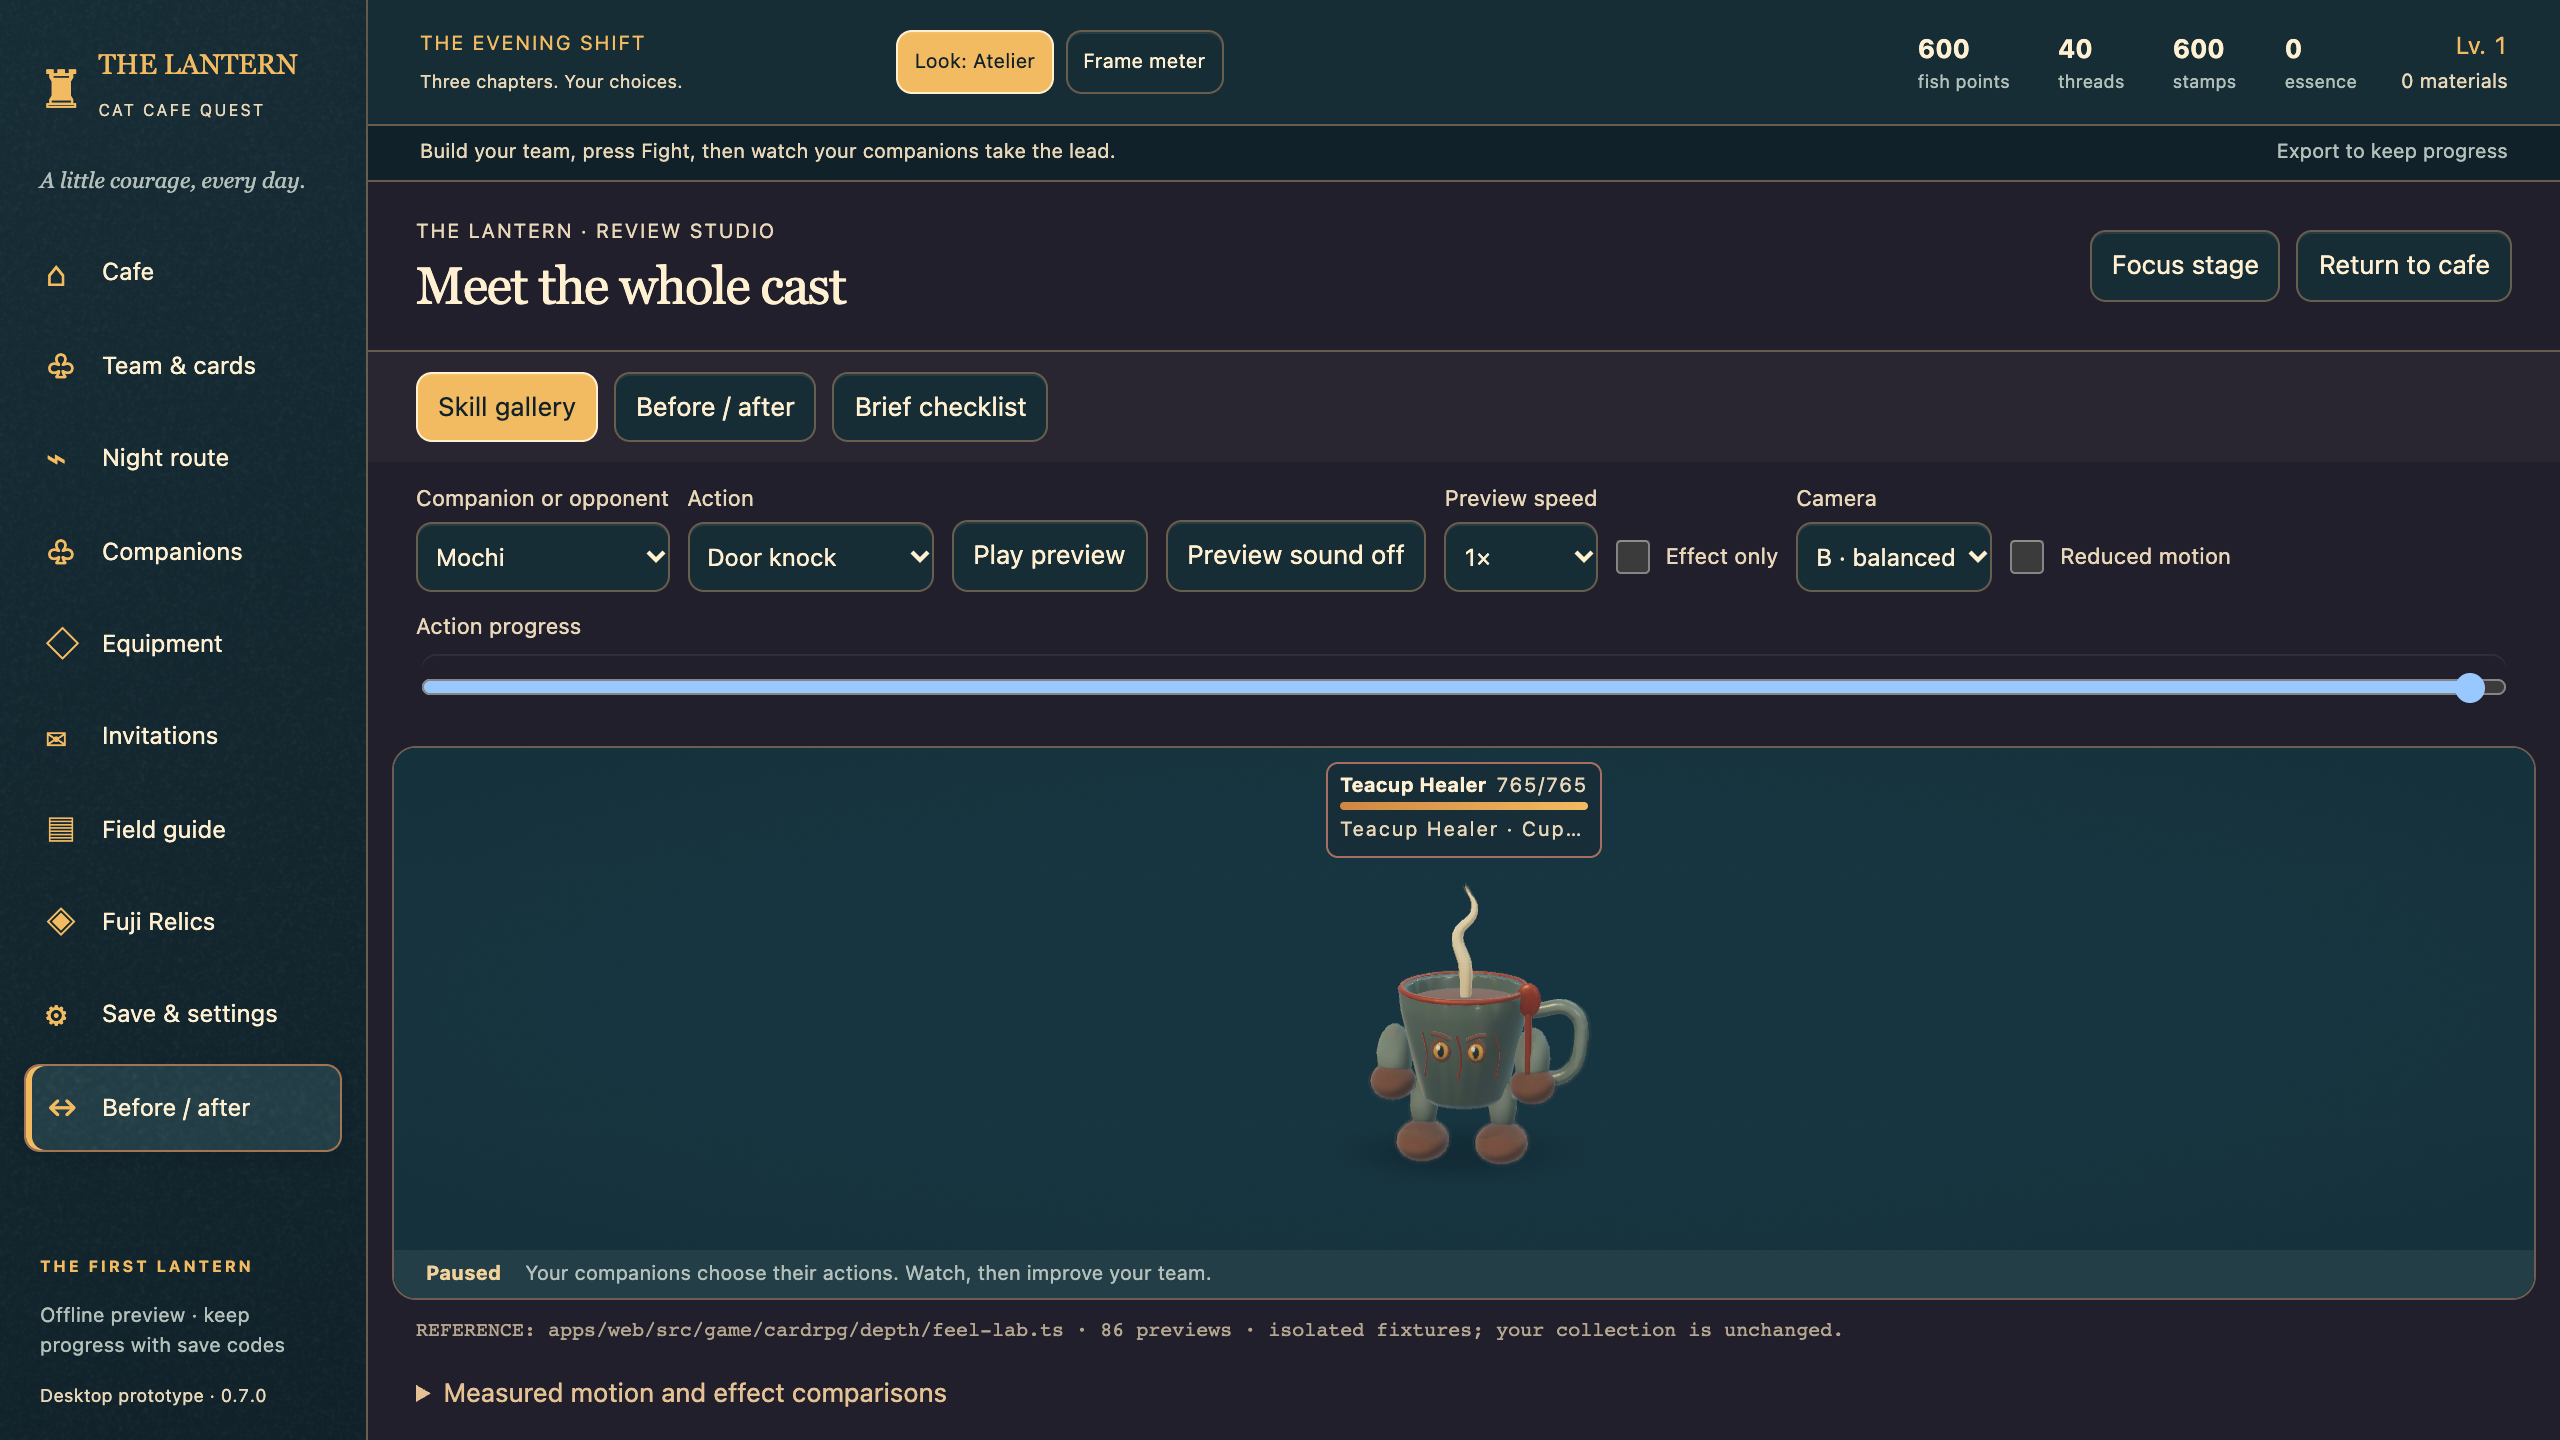 THE LANTERN
CAT CAFE QUEST
A little courage, every day.
Cafe
Team & cards
Night route
Companions
Equipment
Invitations
Field guide
Fuji Relics
Save & settings
Before / after
THE FIRST LANTERN
Offline preview · keep
progress with save codes
Desktop prototype · 0.7.0
THE EVENING SHIFT
Three chapters. Your choices.
Look: Atelier
Frame meter
600
fish points
40
threads
600
stamps
0
essence
Lv. 1
0 materials
Build your team, press Fight, then watch your companions take the lead.
Export to keep progress
THE LANTERN · REVIEW STUDIO
Meet the whole cast
Focus stage
Return to cafe
Skill gallery
Before / after
Brief checklist
Companion or opponent
Mochi
Action
Door knock
Play preview
Preview sound off
Preview speed
1×
Effect only
Camera
B · balanced
Reduced motion
Action progress
Teacup Healer 765/765
Teacup Healer · Cup...
Paused Your companions choose their actions. Watch, then improve your team.
REFERENCE: apps/web/src/game/cardrpg/depth/feel-lab.ts · 86 previews · isolated fixtures; your collection is unchanged.
Measured motion and effect comparisons